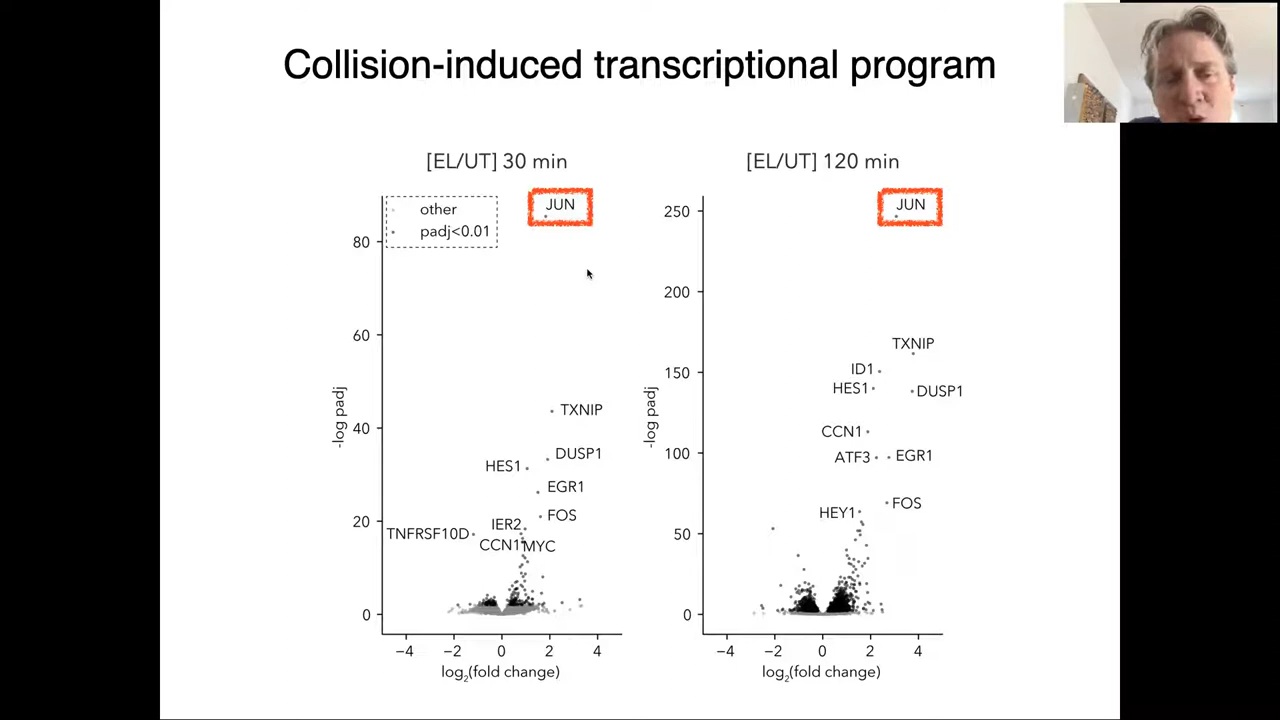 Collision-induced transcriptional program
[EL/UT] 30 min
other
padj<0.01
JUN
80
60
40
20
0
-log padj
TXNIP
DUSP1
HES1
EGR1
FOS
IER2
TNFRSF10D
CCN1
MYC
−4 −2 0 2 4
log2(fold change)
[EL/UT] 120 min
JUN
250
200
150
100
50
0
-log padj
TXNIP
ID1
HES1
DUSP1
CCN1
ATF3
EGR1
FOS
HEY1
−4 −2 0 2 4
log2(fold change)